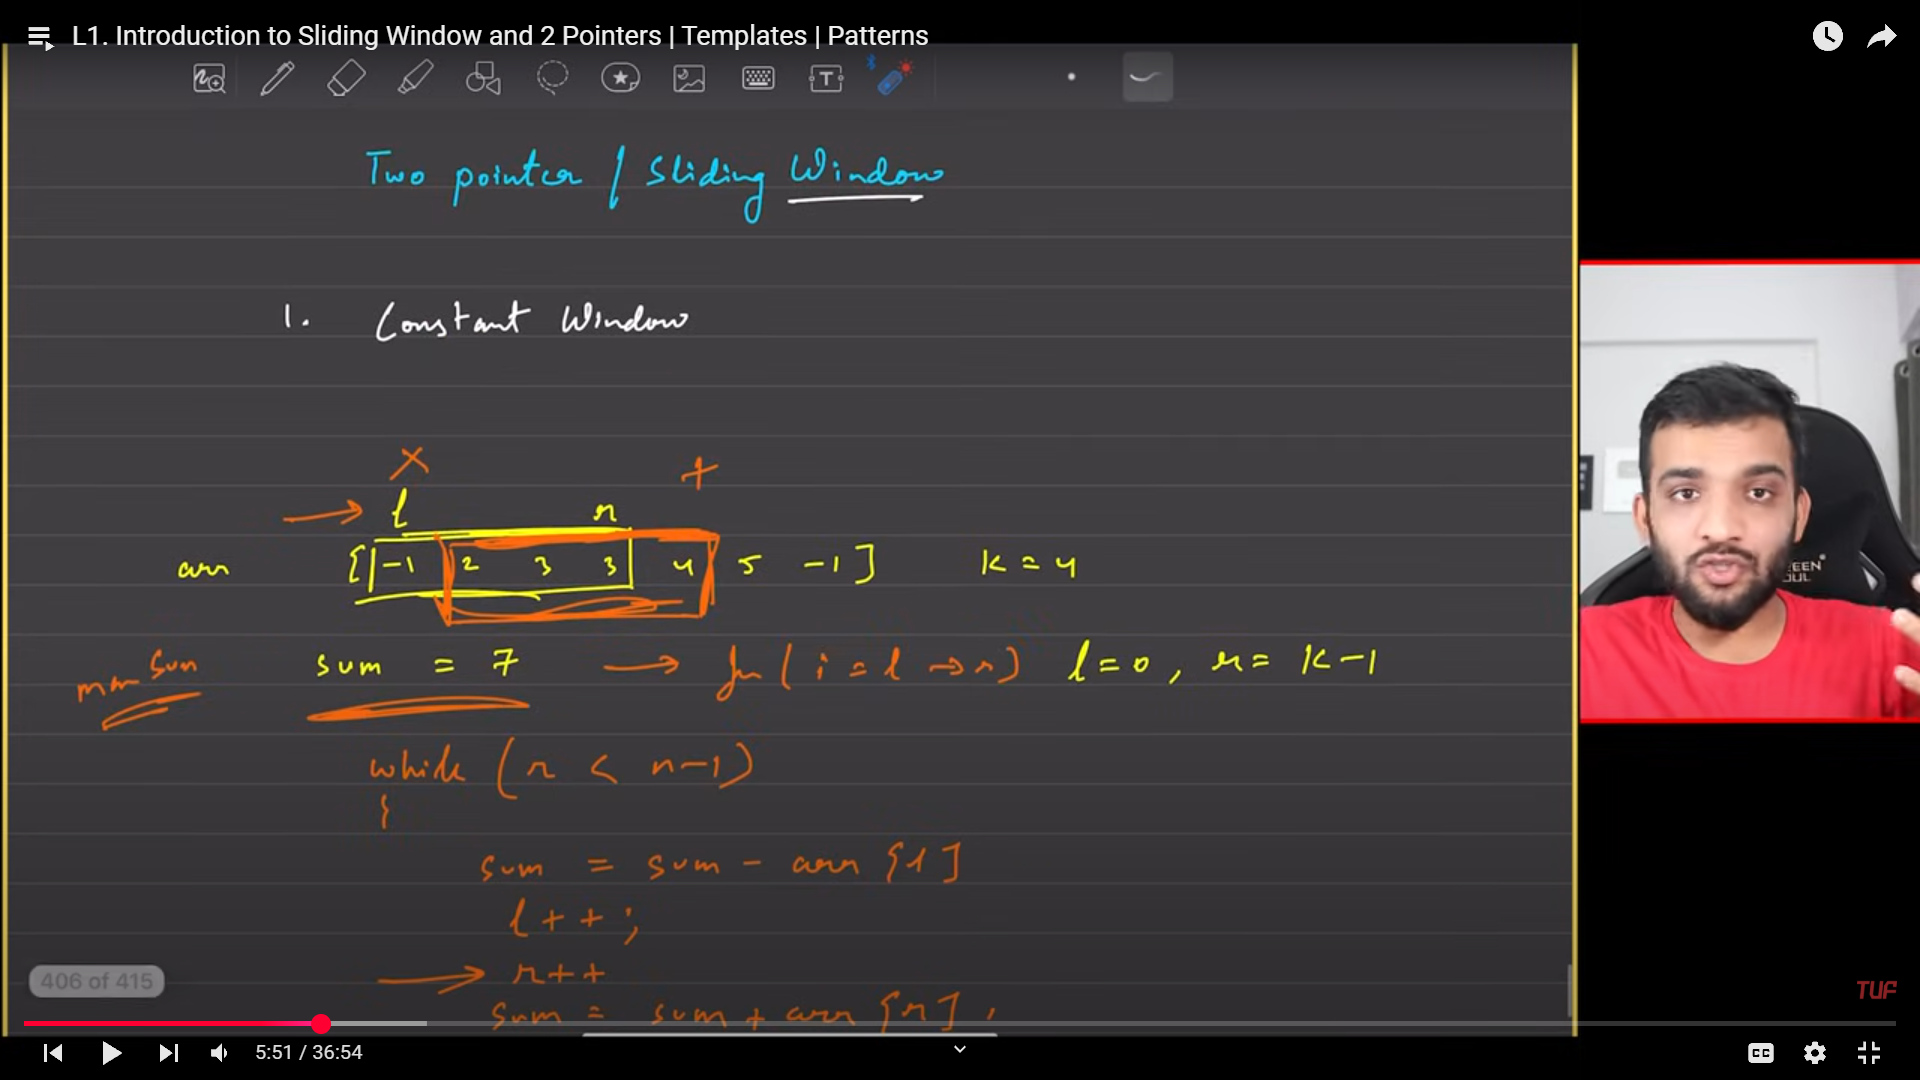 L1. Introduction to Sliding Window and 2 Pointers | Templates | Patterns
Two pointer / Sliding Window
1. Constant Window
l r
arr [ -1 2 3 3 4 5 -1 ] k = 4
max sum sum = 7 → for ( i = l → r ) l = 0 , r = k - 1
while ( r < n - 1 )
{
sum = sum - arr [ l ]
l + + ;
→ r + +
sum = sum + arr [ r ] ;
406 of 415
TUF
5:51 / 36:54
CC